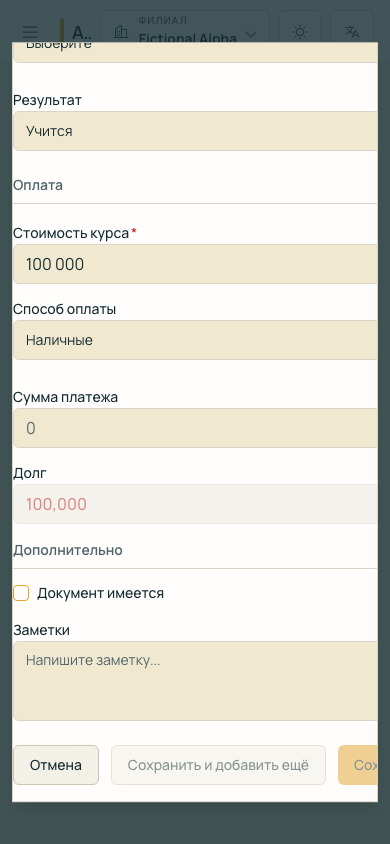 ФИЛИАЛ
A..
Fictional Alpha
Выберите
Результат
Учится
Оплата
Стоимость курса*
100 000
Способ оплаты
Наличные
Сумма платежа
0
Долг
100,000
Дополнительно
Документ имеется
Заметки
Напишите заметку...
Отмена
Сохранить и добавить ещё
Сох